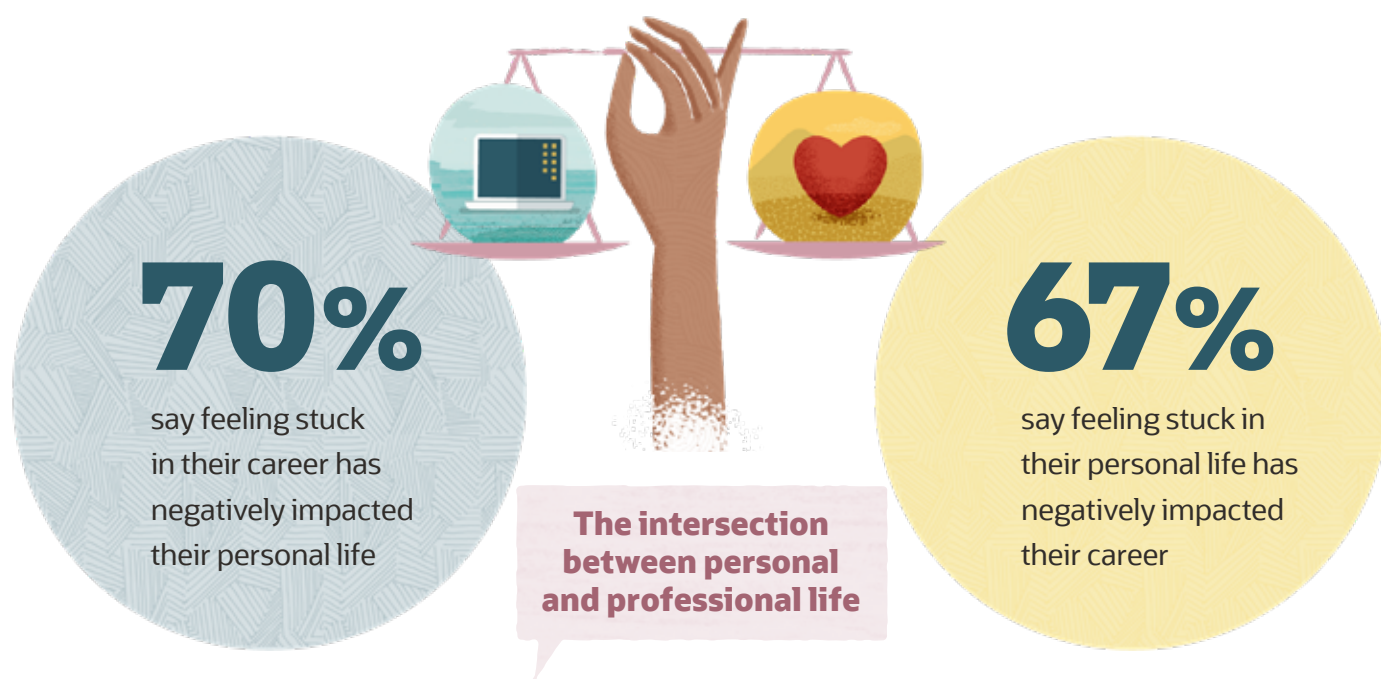 70%
say feeling stuck
in their career has
negatively impacted
their personal life
The intersection
between personal
and professional life
67%
say feeling stuck in
their personal life has
negatively impacted
their career